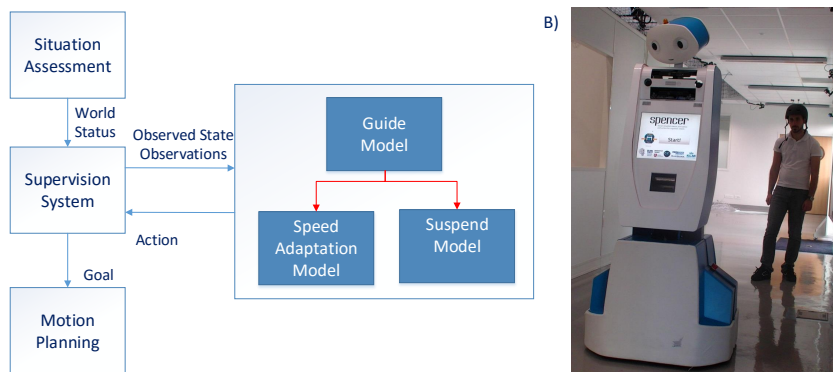 Situation
Assessment
World
Status
Observed State
Observations
Supervision
System
Action
Goal
Motion
Planning
Guide
Model
Speed
Adaptation
Model
Suspend
Model
B)
spencer
Start!